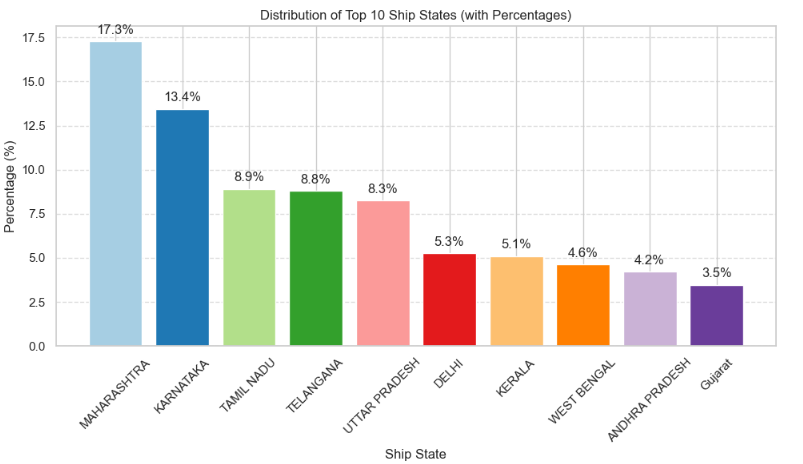 Distribution of Top 10 Ship States (with Percentages)
17.3%
13.4%
8.9%
8.8%
8.3%
5.3%
5.1%
4.6%
4.2%
3.5%
17.5
15.0
12.5
10.0
7.5
5.0
2.5
0.0
Percentage (%)
MAHARASHTRA
KARNATAKA
TAMIL NADU
TELANGANA
UTTAR PRADESH
DELHI
KERALA
WEST BENGAL
ANDHRA PRADESH
Gujarat
Ship State